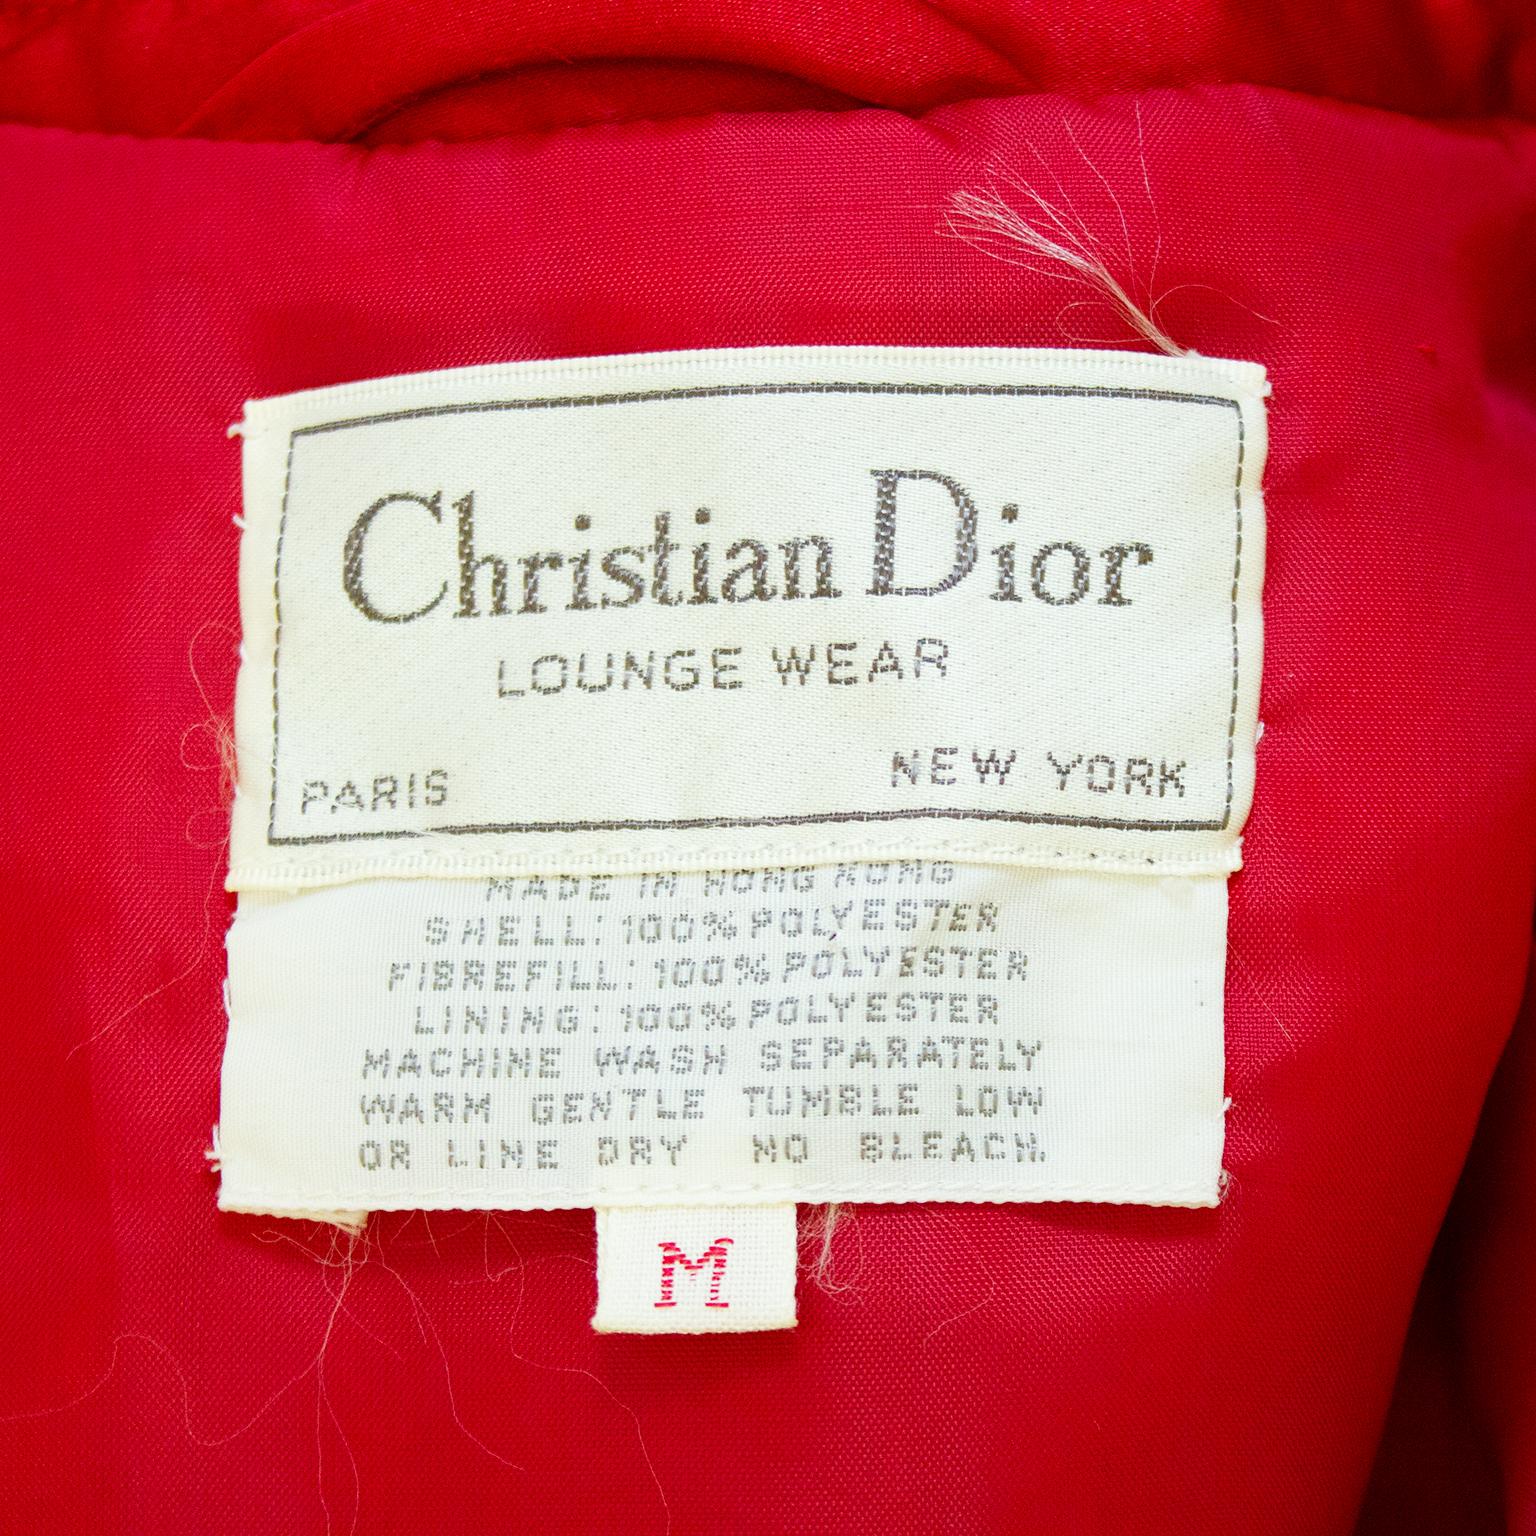 Christian Dior
LOUNGE WEAR
PARIS NEW YORK
MADE IN HONG KONG
SHELL: 100% POLYESTER
FIBREFILL: 100% POLYESTER
LINING: 100% POLYESTER
MACHINE WASH SEPARATELY
WARM GENTLE TUMBLE LOW
OR LINE DRY NO BLEACH.
M